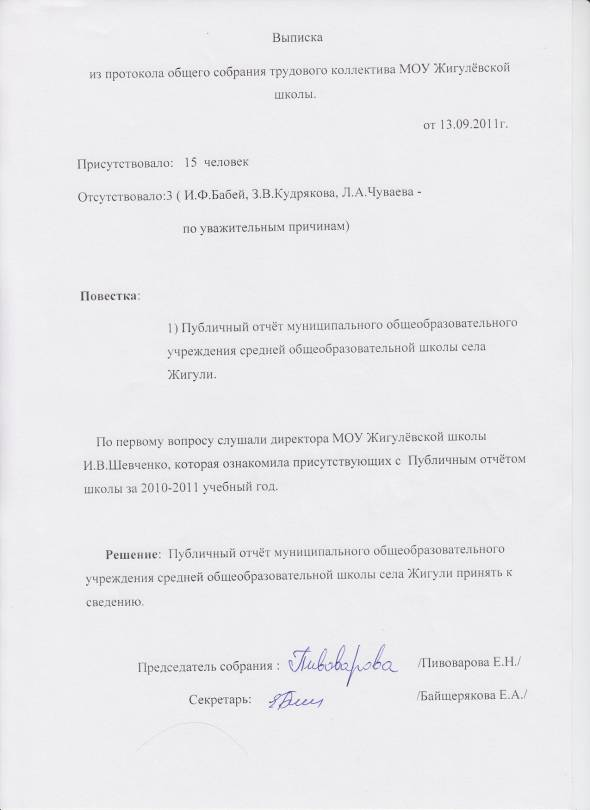 Выписка
из протокола общего собрания трудового коллектива МОУ Жигулёвской
школы.
от 13.09.2011г.
Присутствовало: 15 человек
Отсутствовало:3 ( И.Ф.Бабей, З.В.Кудрякова, Л.А.Чуваева -
по уважительным причинам)
Повестка:
1) Публичный отчёт муниципального общеобразовательного
учреждения средней общеобразовательной школы села
Жигули.
По первому вопросу слушали директора МОУ Жигулёвской школы
И.В.Шевченко, которая ознакомила присутствующих с Публичным отчётом
школы за 2010-2011 учебный год.
Решение: Публичный отчёт муниципального общеобразовательного
учреждения средней общеобразовательной школы села Жигули принять к
сведению.
Председатель собрания : Пивоварова /Пивоварова Е.Н./
Секретарь: /Байщерякова Е.А./